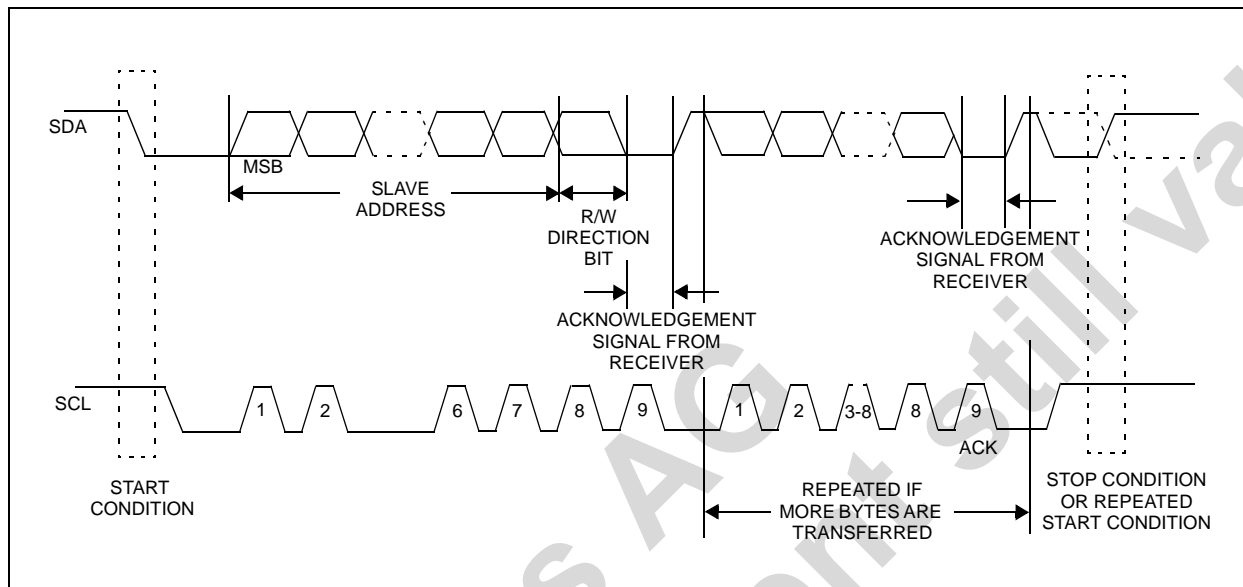 SDA
MSB
SLAVE
ADDRESS
R/W
DIRECTION
BIT
ACKNOWLEDGEMENT
SIGNAL FROM
RECEIVER
ACKNOWLEDGEMENT
SIGNAL FROM
RECEIVER
SCL
1 2 6 7 8 9 1 2 3-8 8 9
ACK
START
CONDITION
REPEATED IF
MORE BYTES ARE
TRANSFERRED
STOP CONDITION
OR REPEATED
START CONDITION
AG
still